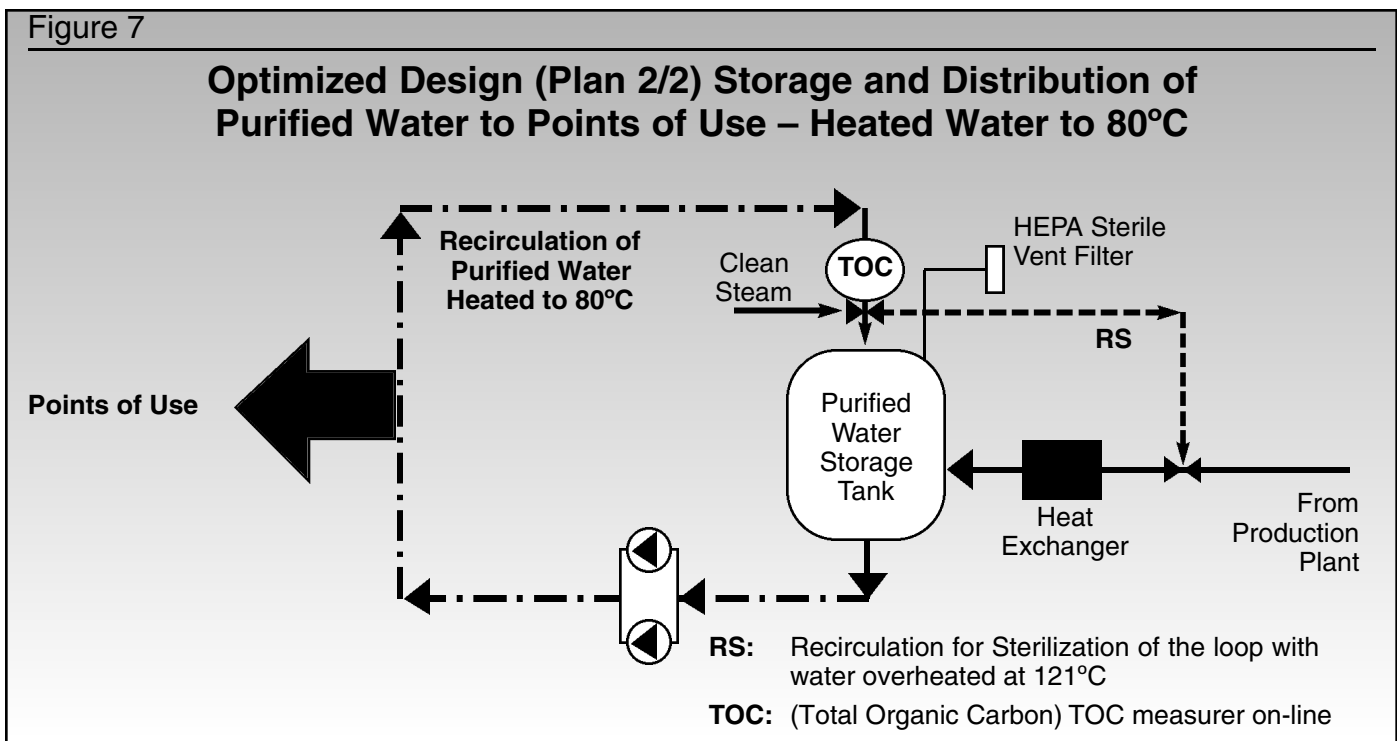 Figure 7
Optimized Design (Plan 2/2) Storage and Distribution of
Purified Water to Points of Use – Heated Water to 80ºC
Recirculation of
Purified Water
Heated to 80ºC
Clean
Steam
TOC
HEPA Sterile
Vent Filter
RS
Points of Use
Purified
Water
Storage
Tank
Heat
Exchanger
From
Production
Plant
RS: Recirculation for Sterilization of the loop with
water overheated at 121ºC
TOC: (Total Organic Carbon) TOC measurer on-line